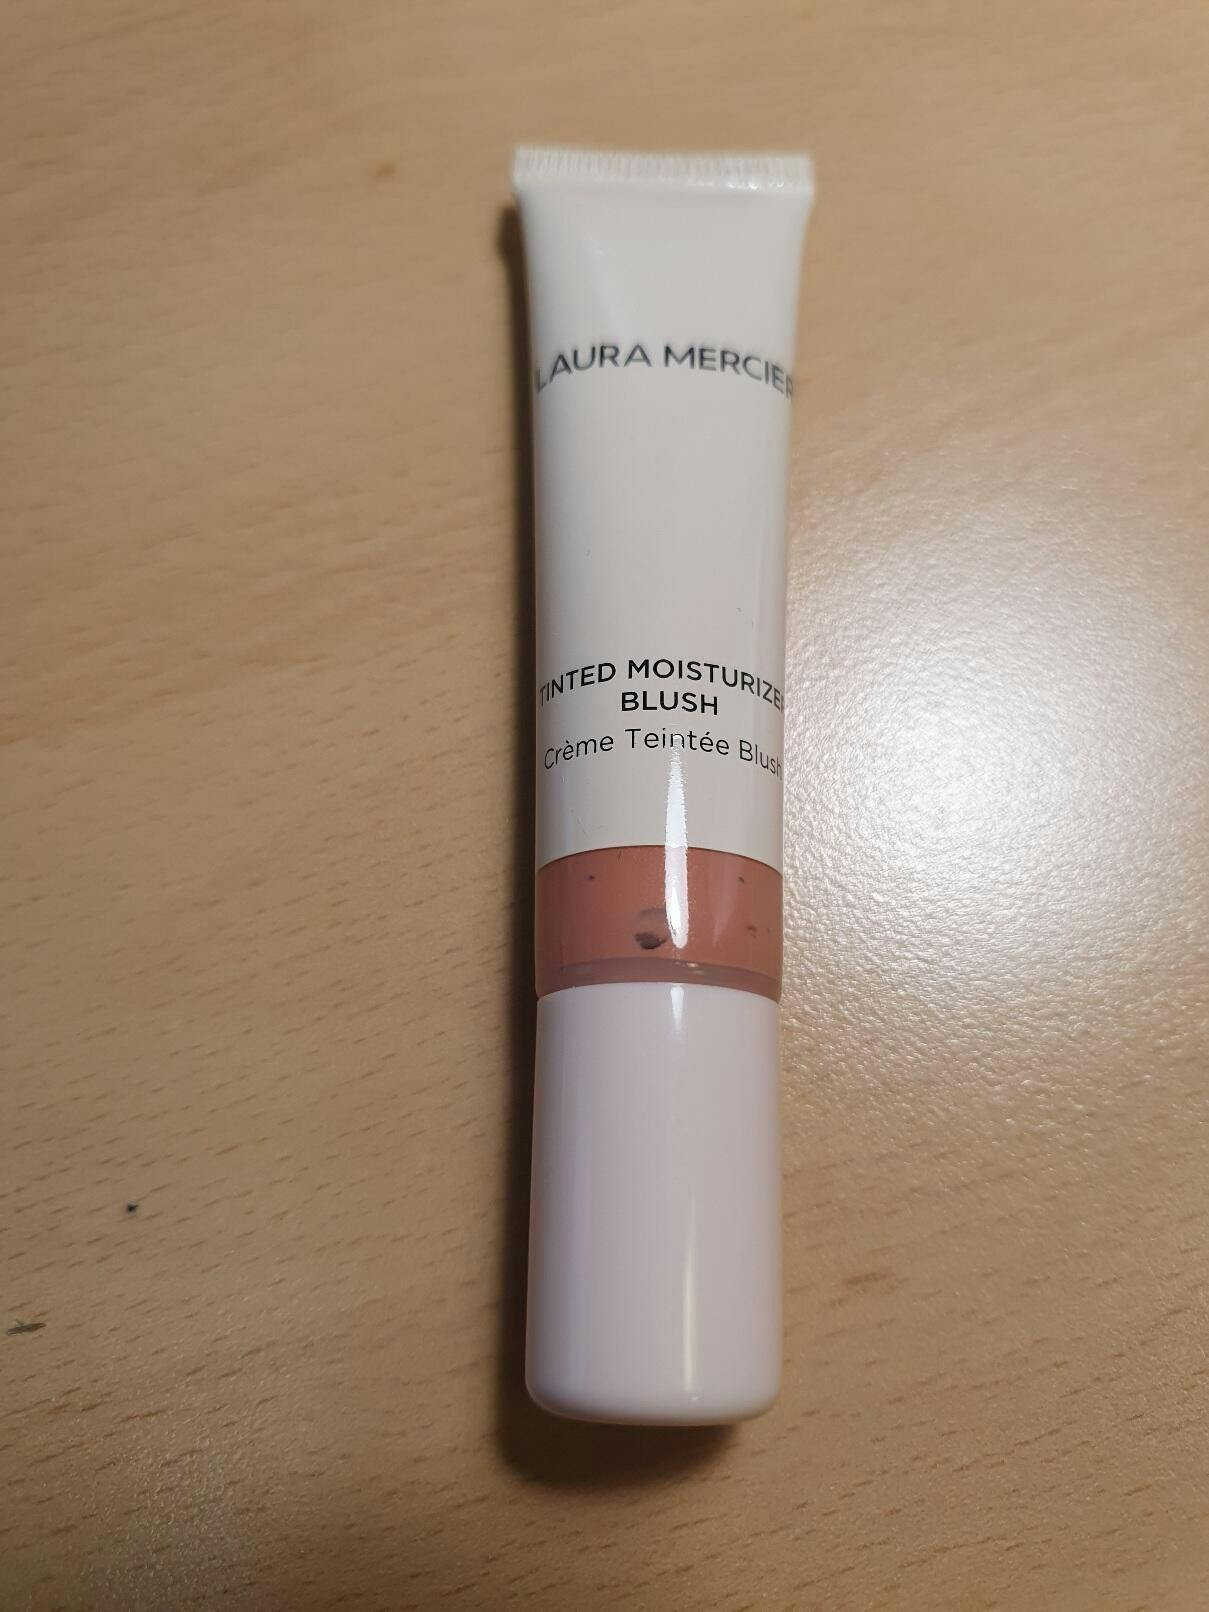 LAURA MERCIER
TINTED MOISTURIZER
BLUSH
Crème Teintée Blush